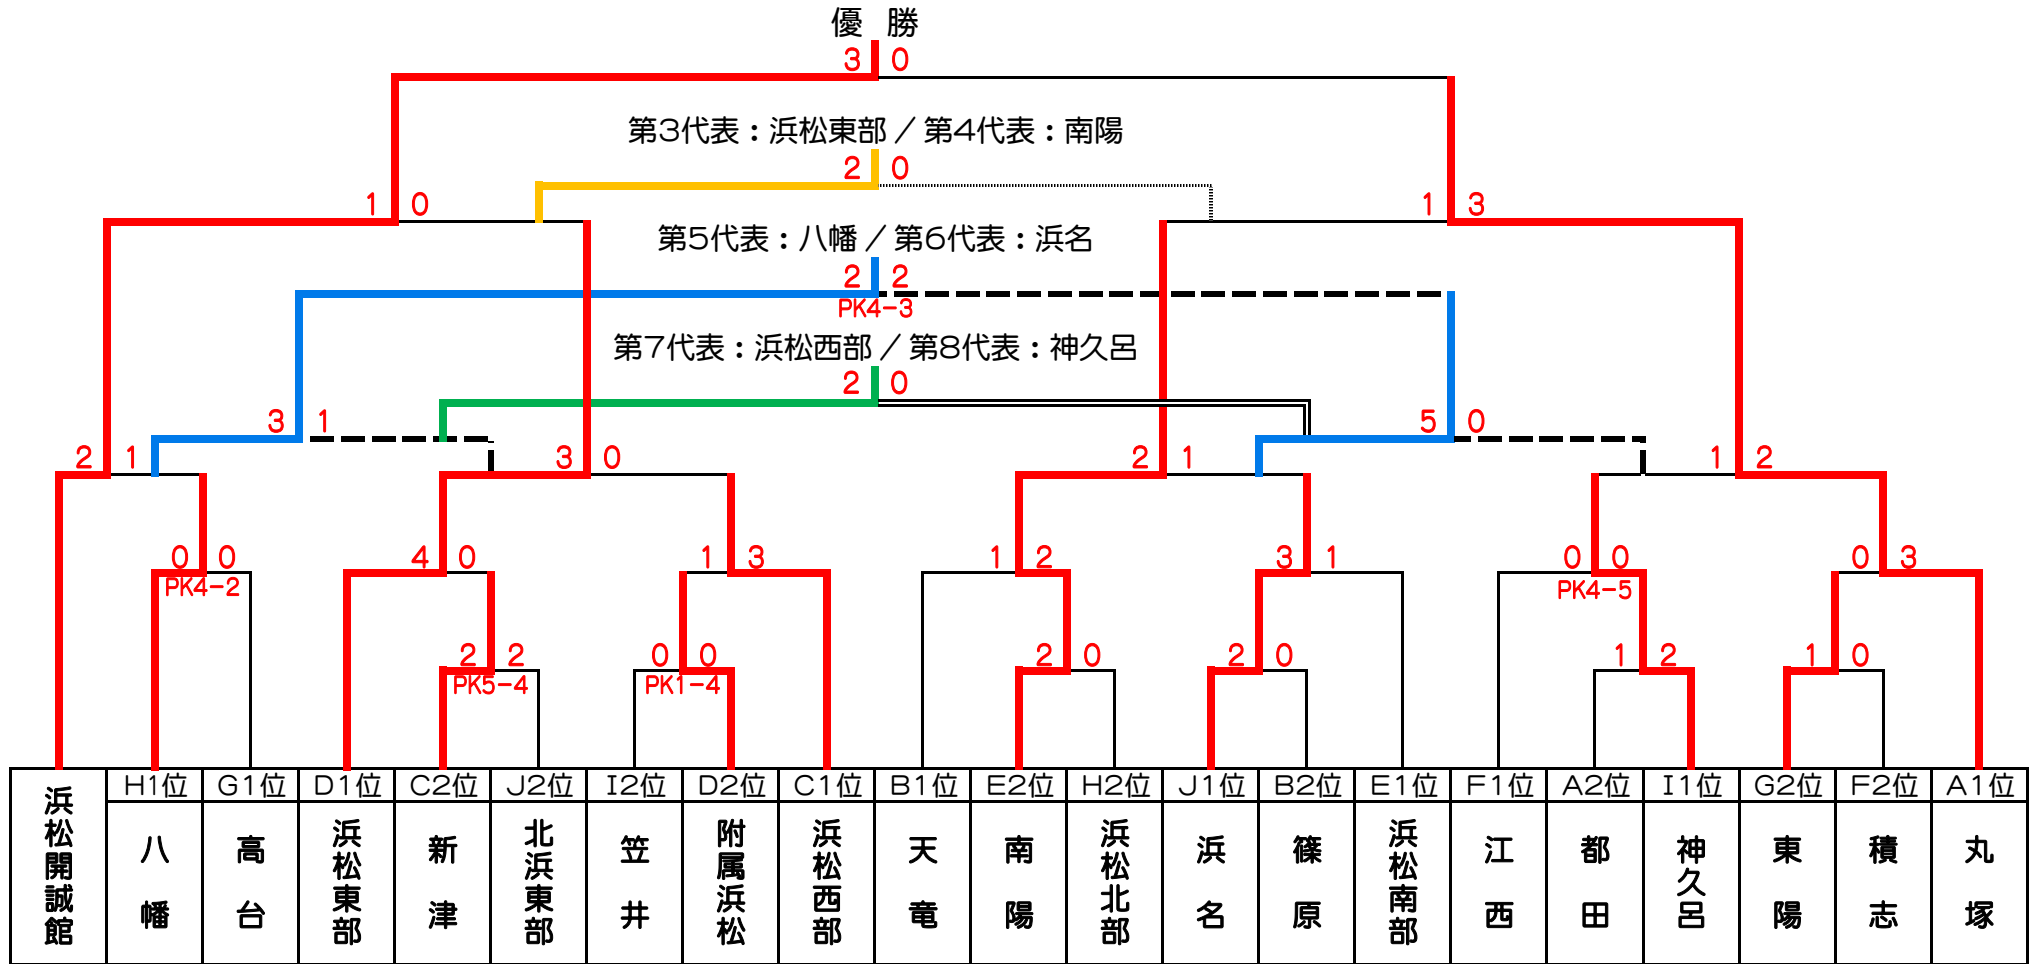 優 勝
3 0
第3代表：浜松東部／第4代表：南陽
2 0
1 0 1 3
第5代表：八幡／第6代表：浜名
2 2
PK4-3
第7代表：浜松西部／第8代表：神久呂
2 0
3 1 5 0
2 1 3 0 2 1 1 2
0 0 4 0 1 3 1 2 3 1 0 0 0 3
PK4-2 PK4-5
2 2 0 0 2 0 2 0 1 2 1 0
PK5-4 PK1-4
H1位 G1位 D1位 C2位 J2位 I2位 D2位 C1位 B1位 E2位 H2位 J1位 B2位 E1位 F1位 A2位 I1位 G2位 F2位 A1位
浜松開誠館
八幡
高台
浜松東部
新津
北浜東部
笠井
附属浜松
浜松西部
天竜
南陽
浜松北部
浜名
篠原
浜松南部
江西
都田
神久呂
東陽
積志
丸塚